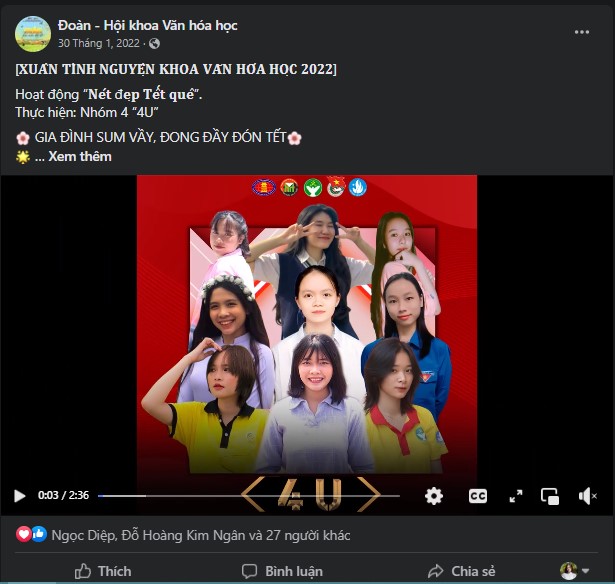 Đoàn - Hội khoa Văn hóa học
30 Tháng 1, 2022 ·
[XUÂN TÌNH NGUYỆN KHOA VĂN HÓA HỌC 2022]
Hoạt động “Nét đẹp Tết quê”.
Thực hiện: Nhóm 4 “4U”
🌸 GIA ĐÌNH SUM VẦY, ĐONG ĐẦY ĐÓN TẾT🌸
🌟 ... Xem thêm
4U
0:03 / 2:36
CC
Ngọc Diệp, Đỗ Hoàng Kim Ngân và 27 người khác
Thích
Bình luận
Chia sẻ